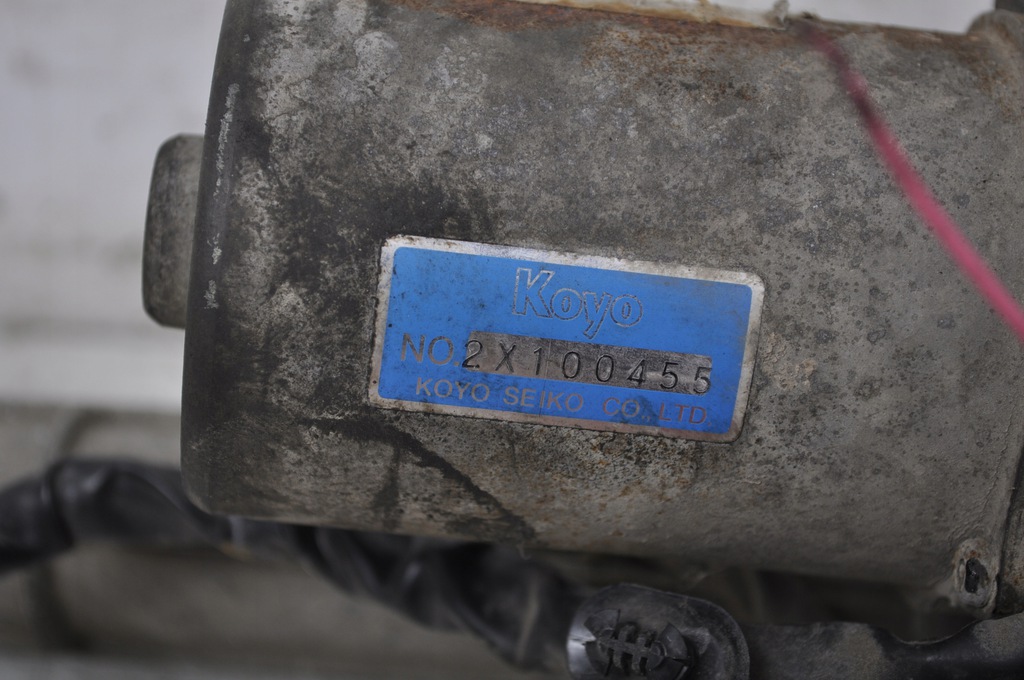 Koyo
NO. 2X100455
KOYO SEIKO CO., LTD.